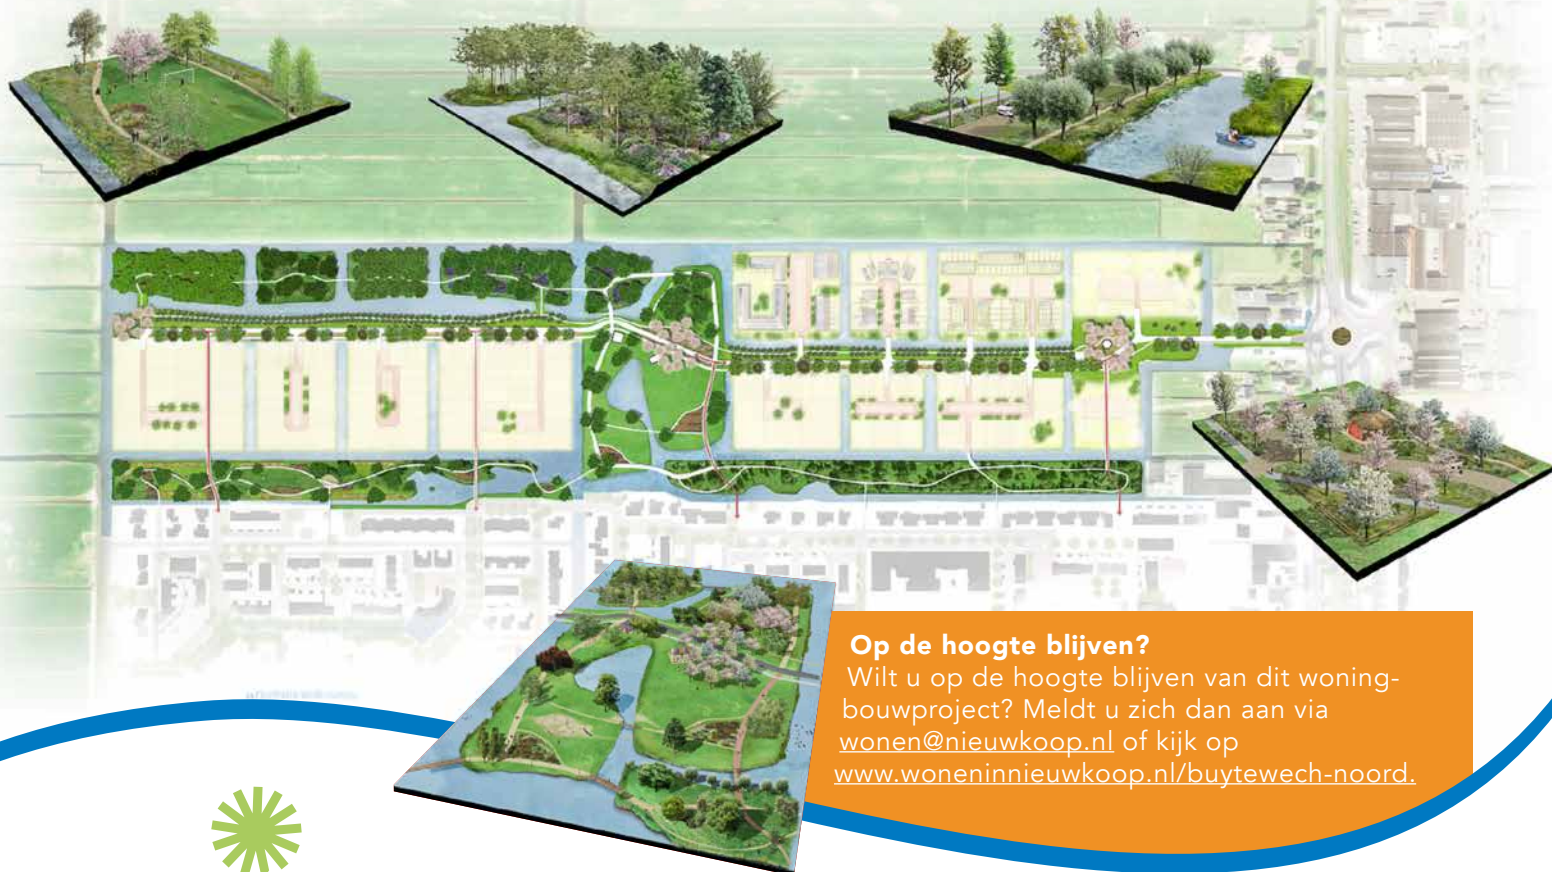 Op de hoogte blijven?
Wilt u op de hoogte blijven van dit woning-
bouwproject? Meldt u zich dan aan via
wonen@nieuwkoop.nl of kijk op
www.woneninnieuwkoop.nl/buytewech-noord.